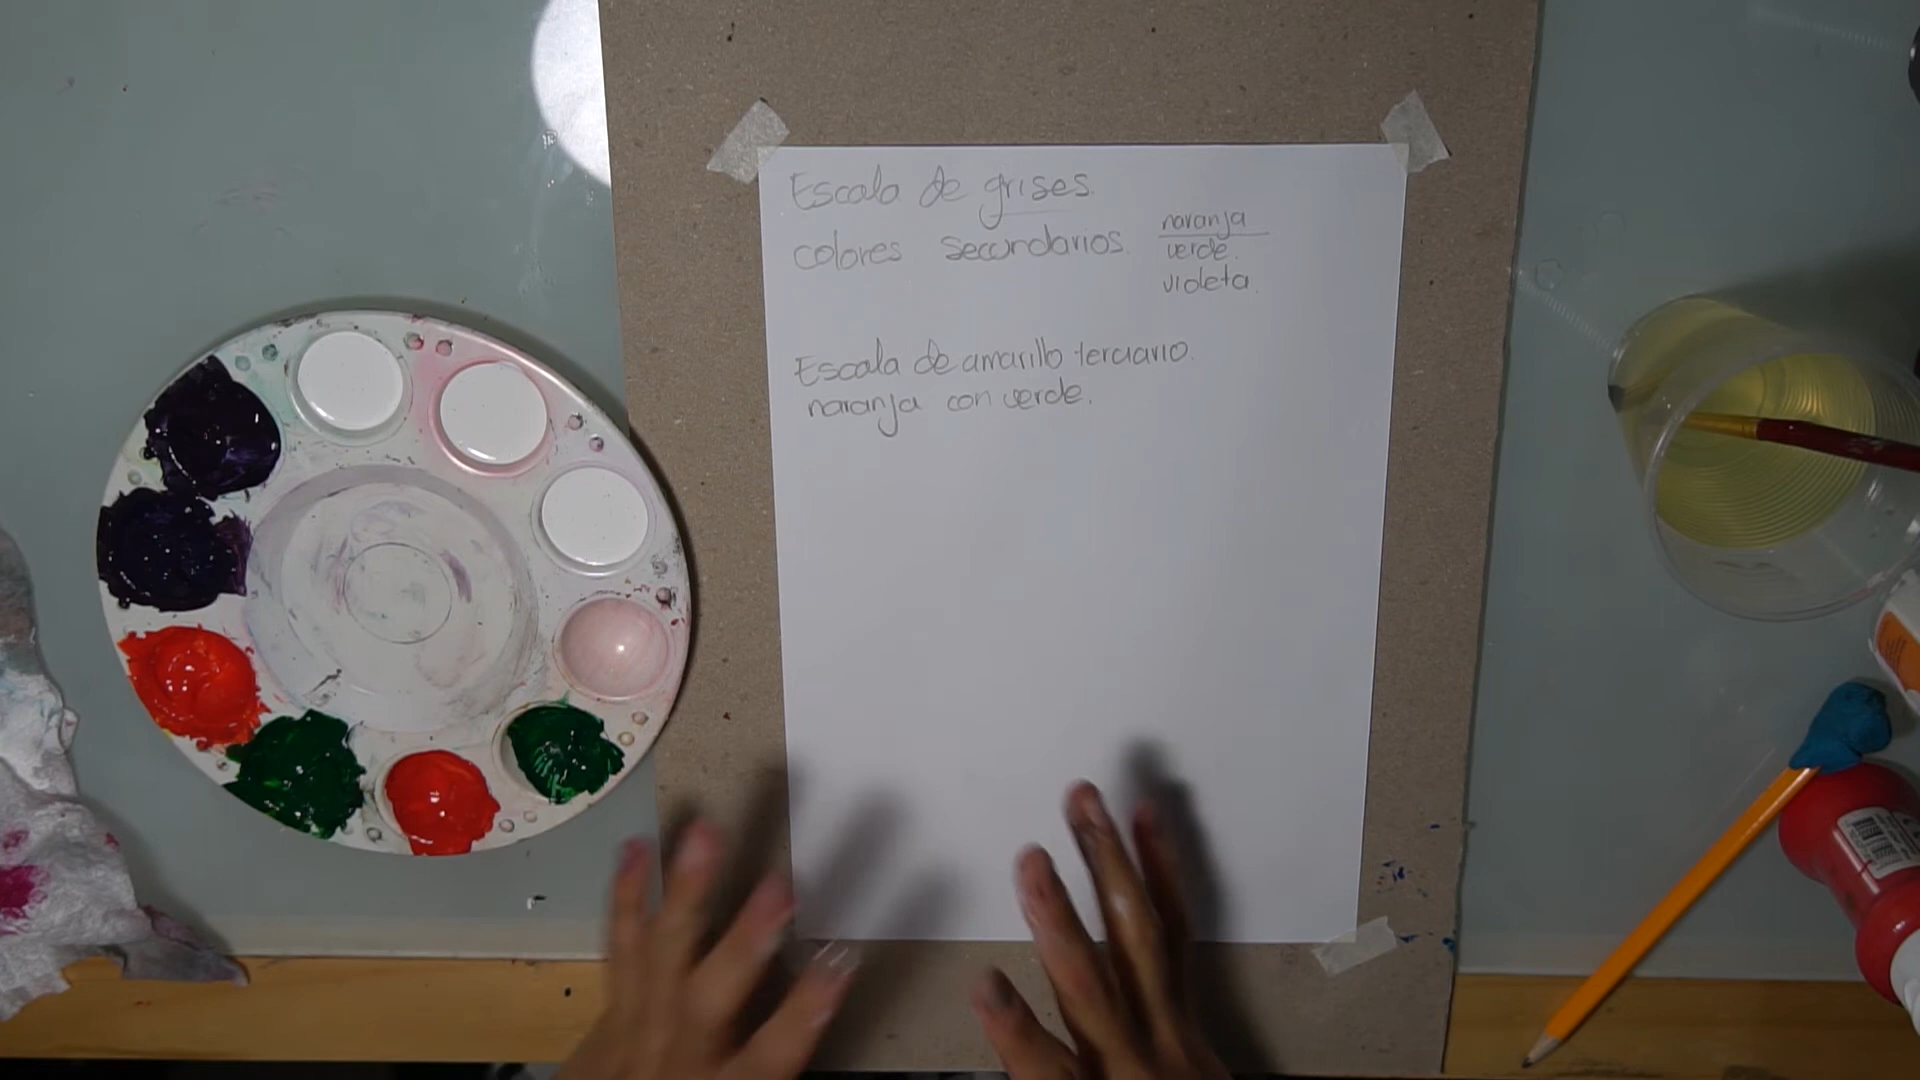 Escala de grises.
colores secundarios. naranja
verde.
violeta.
Escala de amarillo terciario.
naranja con verde.